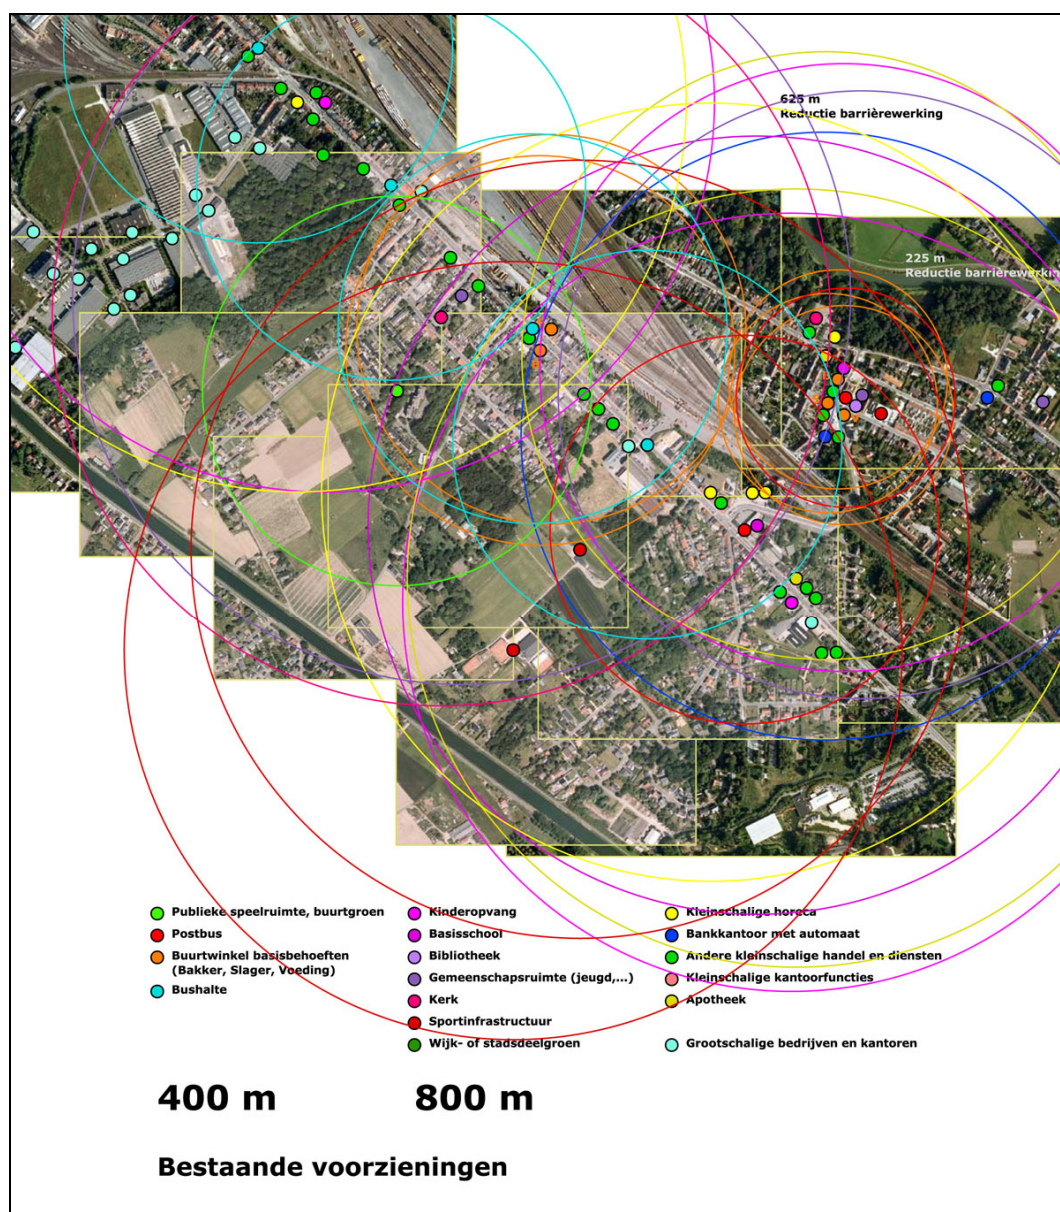 625 m
Reductie barrièrewerking
225 m
Reductie barrièrewerking
Publieke speelruimte, buurtgroen
Postbus
Buurtwinkel basisbehoeften
(Bakker, Slager, Voeding)
Bushalte
Kinderopvang
Basisschool
Bibliotheek
Gemeenschapsruimte (jeugd,...)
Kerk
Sportinfrastructuur
Wijk- of stadsdeelgroen
Kleinschalige horeca
Bankkantoor met automaat
Andere kleinschalige handel en diensten
Kleinschalige kantoorfuncties
Apotheek
Grootschalige bedrijven en kantoren
400 m
800 m
Bestaande voorzieningen